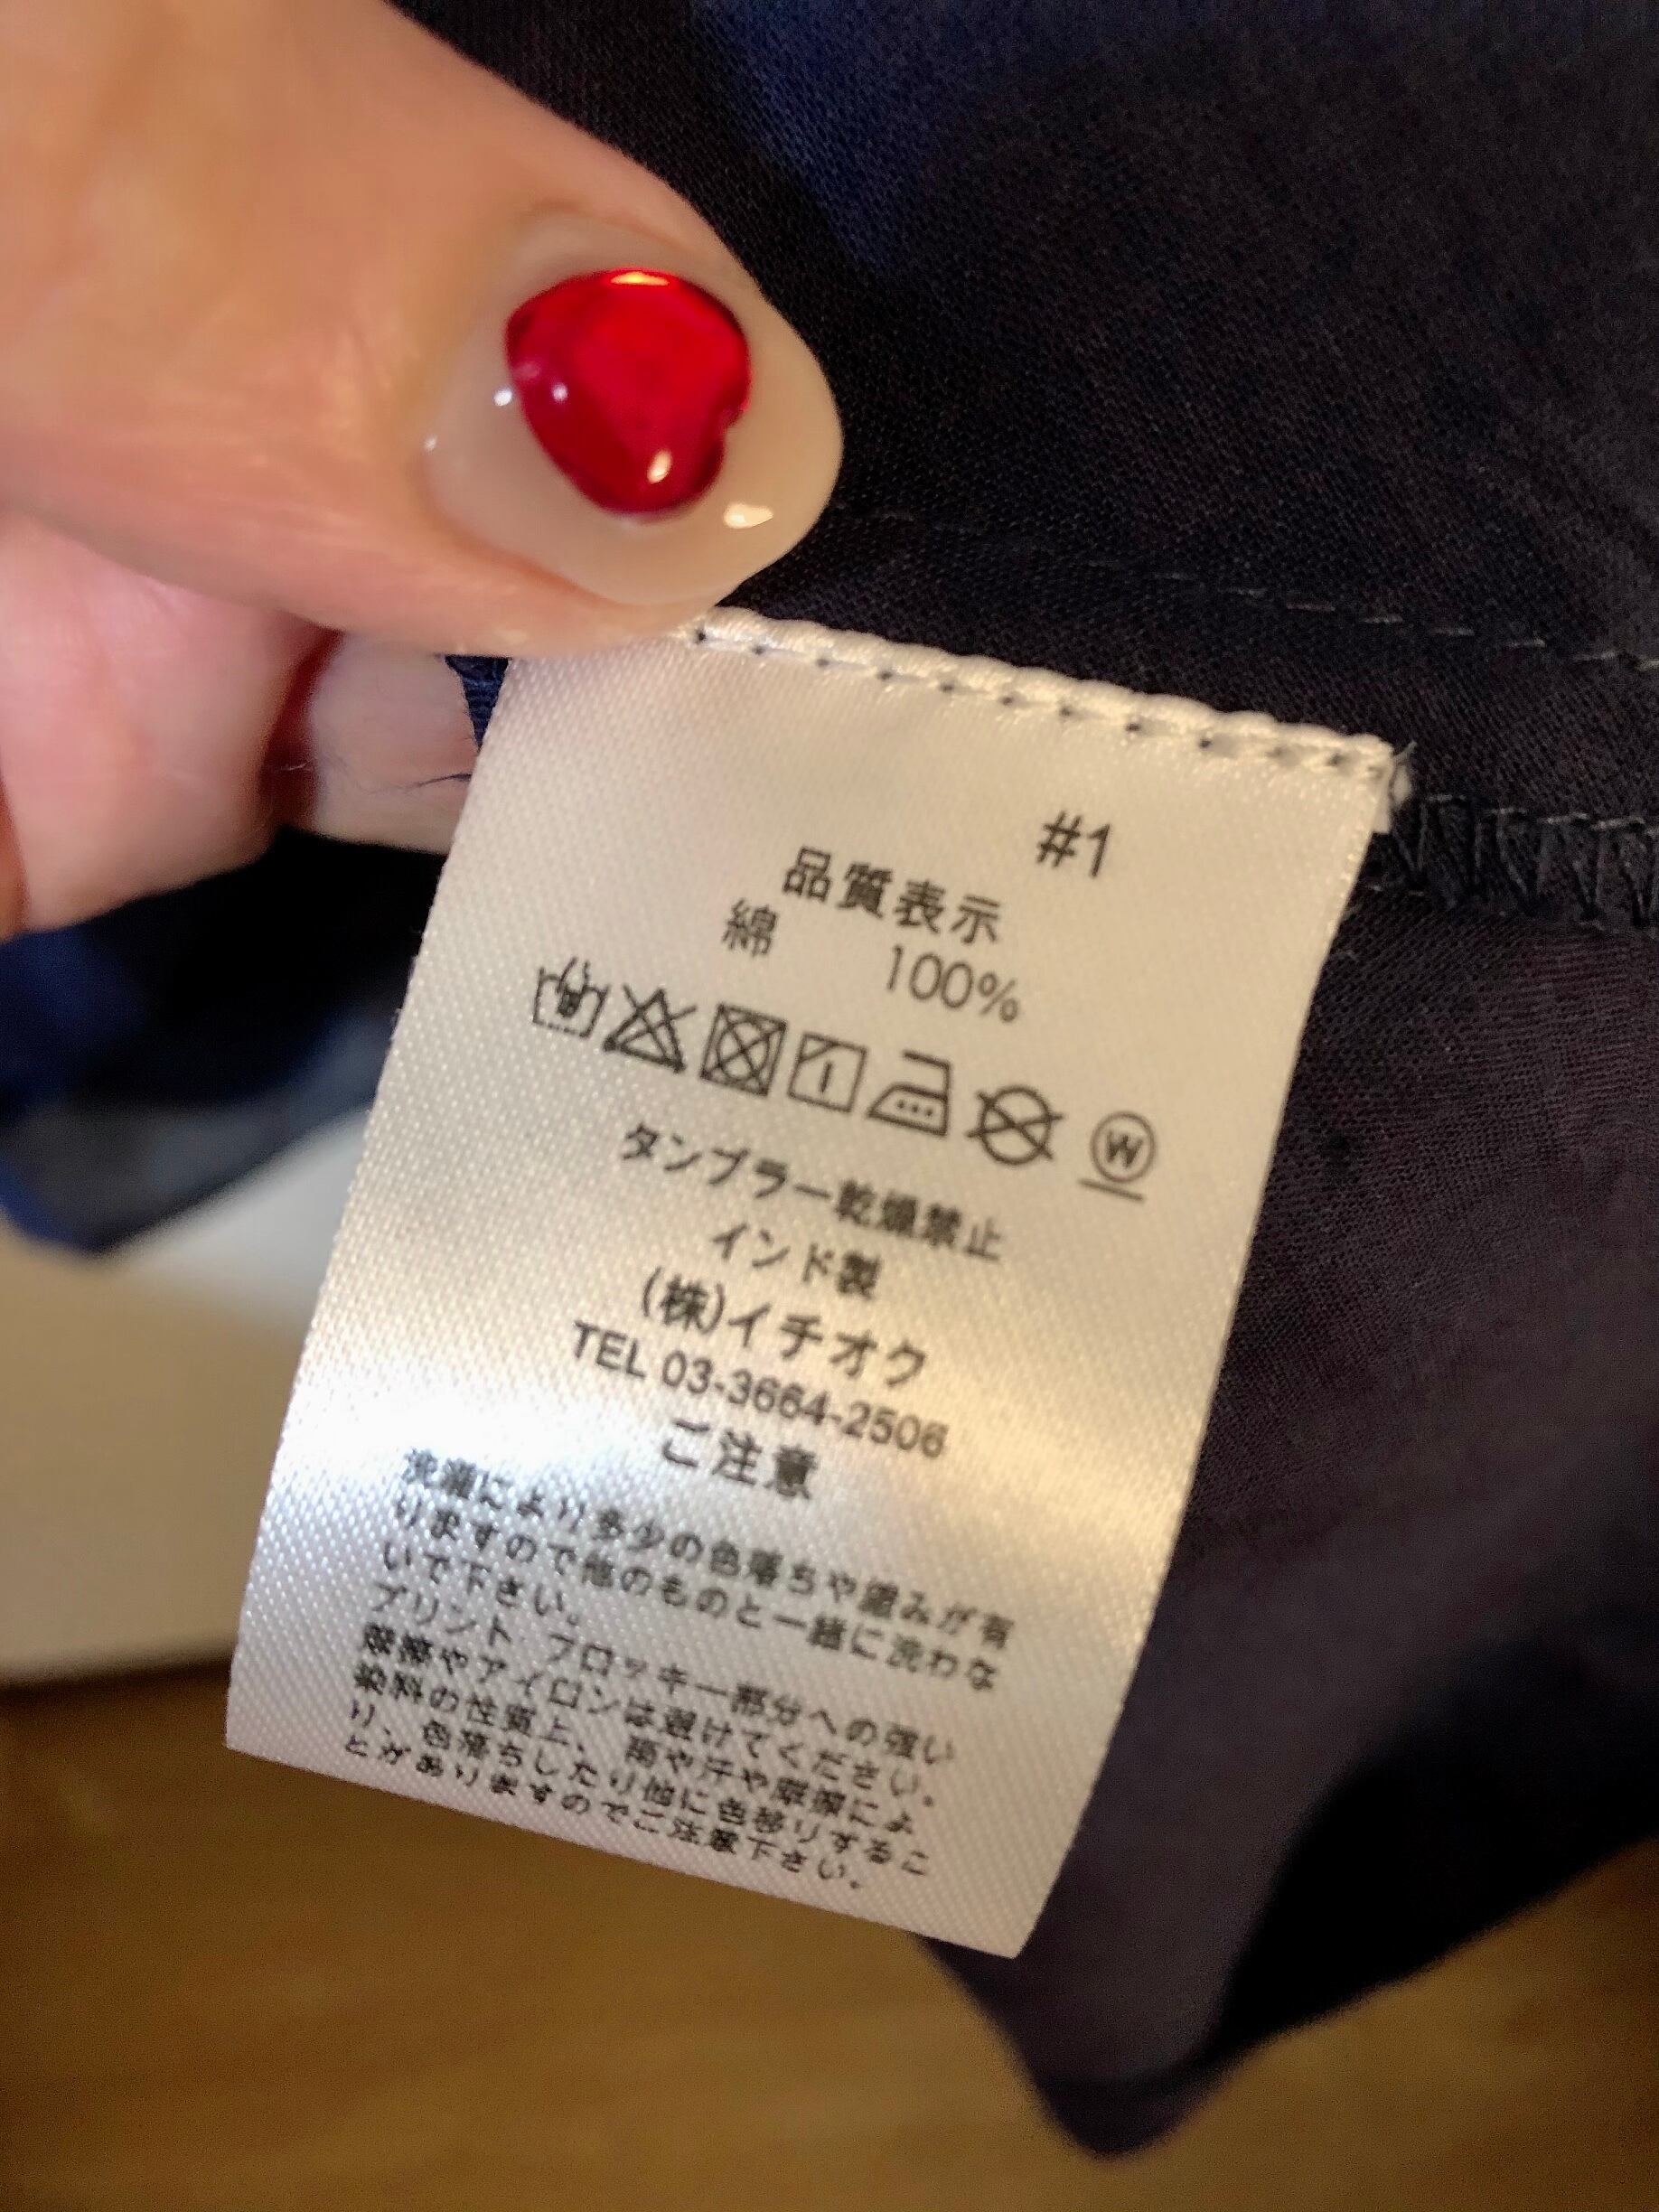 #1
品質表示
綿 100%
W
タンブラー乾燥禁止
インド製
(株)イチオク
TEL 03-3664-2506
ご注意
洗濯により多少の色落ちや縮みが有
りますので他のものと一緒に洗わな
いで下さい。
プリント、フロッキー部分への強い
摩擦やアイロンは避けてください。
染料の性質上、雨や汗や摩擦によ
り、色落ちしたり他に色移りするこ
とがありますのでご注意下さい。